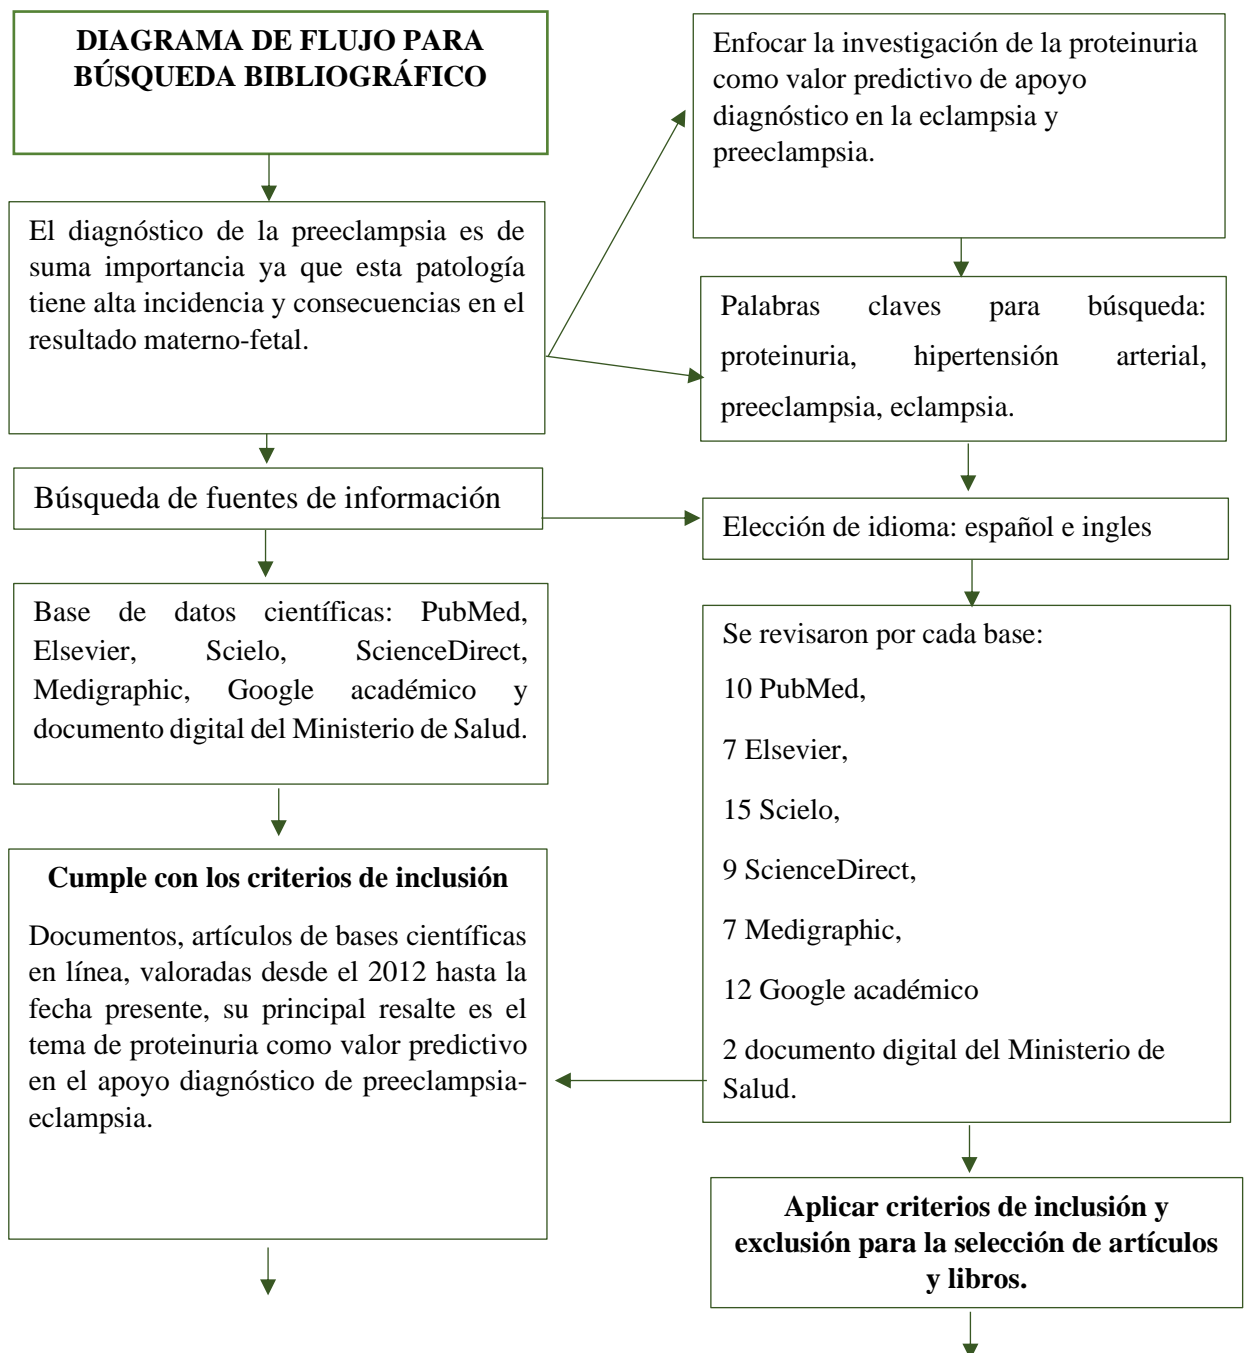 DIAGRAMA DE FLUJO PARA
BÚSQUEDA BIBLIOGRÁFICO
El diagnóstico de la preeclampsia es de
suma importancia ya que esta patología
tiene alta incidencia y consecuencias en el
resultado materno-fetal.
Búsqueda de fuentes de información
Base de datos científicas: PubMed,
Elsevier, Scielo, ScienceDirect,
Medigraphic, Google académico y
documento digital del Ministerio de Salud.
Cumple con los criterios de inclusión
Documentos, artículos de bases científicas
en línea, valoradas desde el 2012 hasta la
fecha presente, su principal resalte es el
tema de proteinuria como valor predictivo
en el apoyo diagnóstico de preeclampsia-
eclampsia.
Enfocar la investigación de la proteinuria
como valor predictivo de apoyo
diagnóstico en la eclampsia y
preeclampsia.
Palabras claves para búsqueda:
proteinuria, hipertensión arterial,
preeclampsia, eclampsia.
Elección de idioma: español e ingles
Se revisaron por cada base:
10 PubMed,
7 Elsevier,
15 Scielo,
9 ScienceDirect,
7 Medigraphic,
12 Google académico
2 documento digital del Ministerio de
Salud.
Aplicar criterios de inclusión y
exclusión para la selección de artículos
y libros.